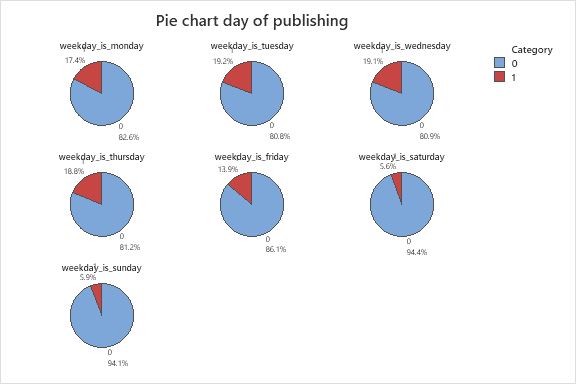 Pie chart day of publishing
weekday_is_monday
17.4%
0
82.6%
weekday_is_tuesday
19.2%
0
80.8%
weekday_is_wednesday
19.1%
0
80.9%
Category
0
1
weekday_is_thursday
18.8%
0
81.2%
weekday_is_friday
13.9%
0
86.1%
weekday_is_saturday
5.6%
0
94.4%
weekday_is_sunday
5.9%
0
94.1%